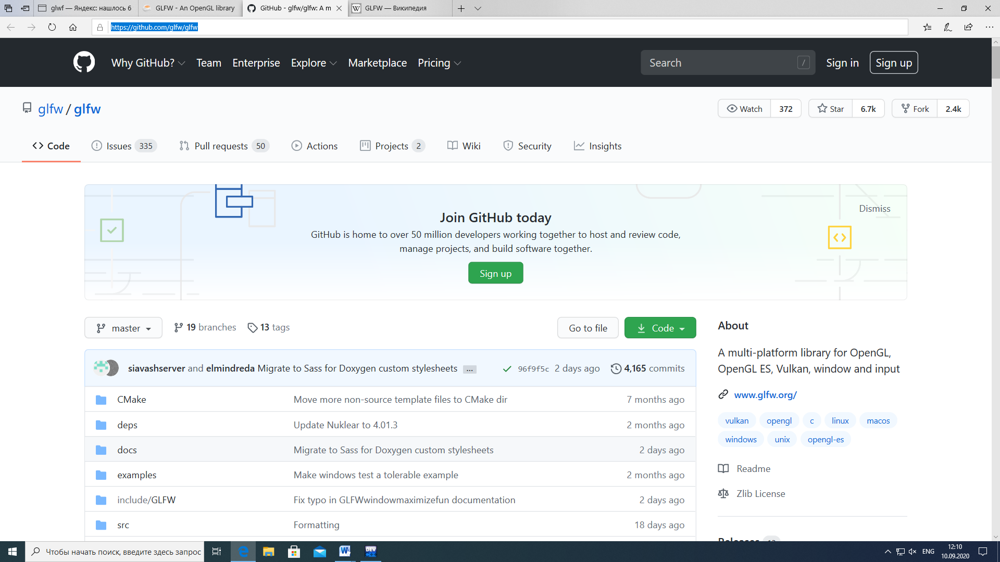 glwf — Яндекс: нашлось 6
GLFW - An OpenGL library
GitHub - glfw/glfw: A m
GLFW — Википедия
https://github.com/glfw/glfw
Why GitHub? Team Enterprise Explore Marketplace Pricing
Search /
Sign in
Sign up
glfw / glfw
Watch 372
Star 6.7k
Fork 2.4k
Code
Issues 335
Pull requests 50
Actions
Projects 2
Wiki
Security
Insights
Join GitHub today
Dismiss
GitHub is home to over 50 million developers working together to host and review code,
manage projects, and build software together.
Sign up
master
19 branches
13 tags
Go to file
Code
siavashserver and elmindreda Migrate to Sass for Doxygen custom stylesheets ... 96f9f5c 2 days ago 4,165 commits
CMake Move more non-source template files to CMake dir 7 months ago
deps Update Nuklear to 4.01.3 2 months ago
docs Migrate to Sass for Doxygen custom stylesheets 2 days ago
examples Make windows test a tolerable example 2 months ago
include/GLFW Fix typo in GLFWwindowmaximizefun documentation 2 days ago
src Formatting 18 days ago
About
A multi-platform library for OpenGL,
OpenGL ES, Vulkan, window and input
www.glfw.org/
vulkan opengl c linux macos
windows unix opengl-es
Readme
Zlib License
Releases 13
Чтобы начать поиск, введите здесь запрос
DEV
ENG
12:10
10.09.2020